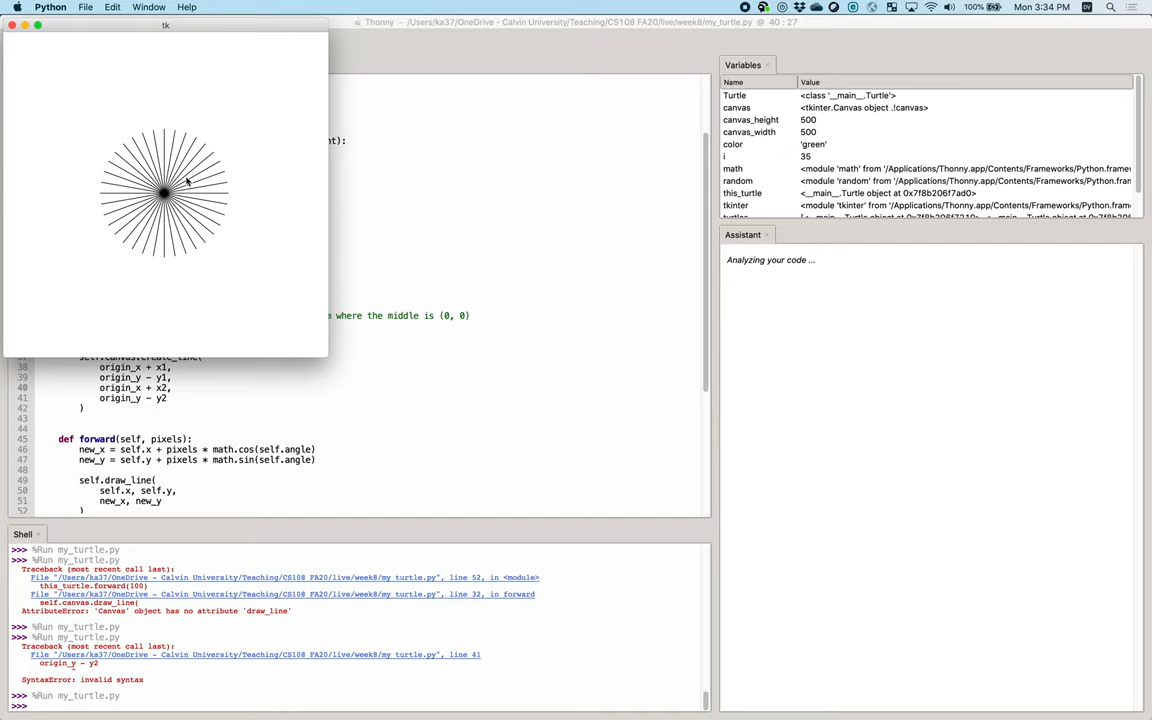 Python File Edit Window Help 100% Mon 3:34 PM DV
tk
Thonny - /Users/ka37/OneDrive - Calvin University/Teaching/CS108 FA20/live/week8/my_turtle.py @ 40 : 27
Variables
Name Value
Turtle <class '__main__.Turtle'>
canvas <tkinter.Canvas object .!canvas>
canvas_height 500
canvas_width 500
color 'green'
i 35
math <module 'math' from '/Applications/Thonny.app/Contents/Frameworks/Python.framew
random <module 'random' from '/Applications/Thonny.app/Contents/Frameworks/Python.fram
this_turtle <__main__.Turtle object at 0x7f8b206f7ad0>
tkinter <module 'tkinter' from '/Applications/Thonny.app/Contents/Frameworks/Python.fram
turtles
Assistant
Analyzing your code ...
nt):
m where the middle is (0, 0)
self.canvas.create_line(
38 origin_x + x1,
39 origin_y - y1,
40 origin_x + x2,
41 origin_y - y2
42 )
43
44
45 def forward(self, pixels):
46 new_x = self.x + pixels * math.cos(self.angle)
47 new_y = self.y + pixels * math.sin(self.angle)
48
49 self.draw_line(
50 self.x, self.y,
51 new_x, new_y
52 )
Shell
>>> %Run my_turtle.py
>>> %Run my_turtle.py
Traceback (most recent call last):
File "/Users/ka37/OneDrive - Calvin University/Teaching/CS108 FA20/live/week8/my_turtle.py", line 52, in <module>
this_turtle.forward(100)
File "/Users/ka37/OneDrive - Calvin University/Teaching/CS108 FA20/live/week8/my_turtle.py", line 32, in forward
self.canvas.draw_line(
AttributeError: 'Canvas' object has no attribute 'draw_line'
>>> %Run my_turtle.py
>>> %Run my_turtle.py
Traceback (most recent call last):
File "/Users/ka37/OneDrive - Calvin University/Teaching/CS108 FA20/live/week8/my_turtle.py", line 41
origin_y - y2
^
SyntaxError: invalid syntax
>>> %Run my_turtle.py
>>>